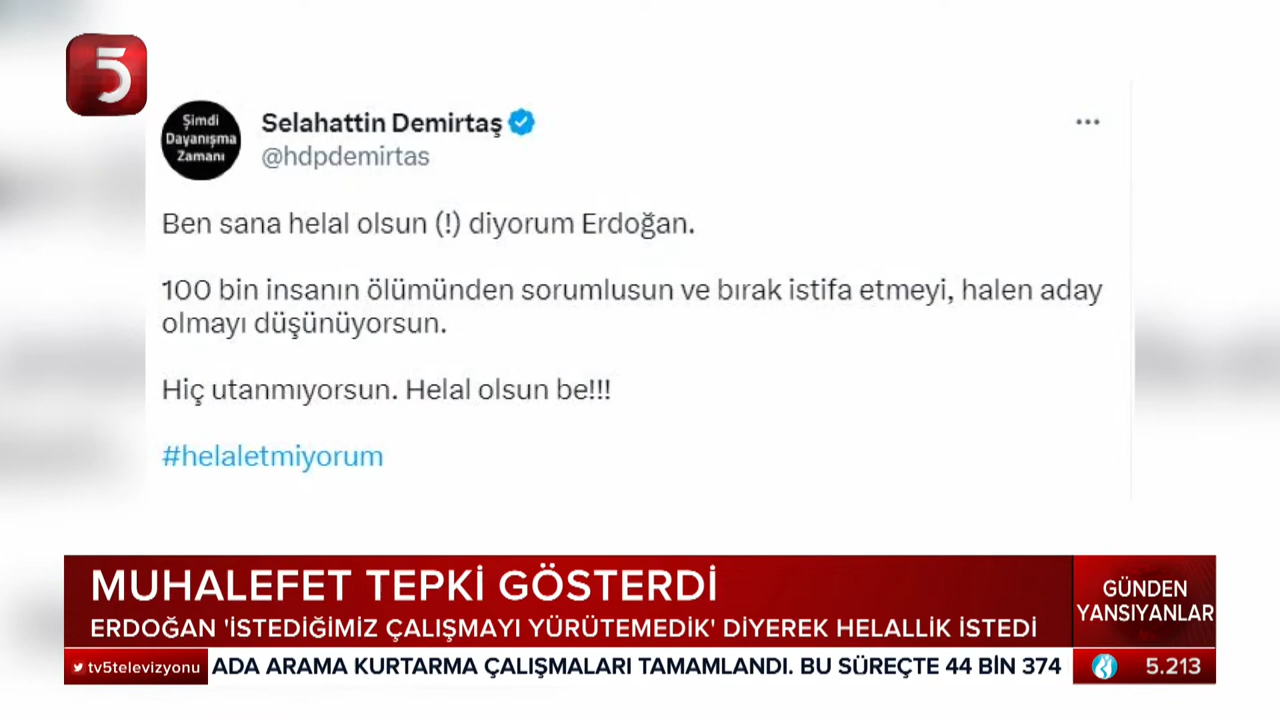 5
Şimdi
Dayanışma
Zamanı
Selahattin Demirtaş
@hdpdemirtas
Ben sana helal olsun (!) diyorum Erdoğan.
100 bin insanın ölümünden sorumlusun ve bırak istifa etmeyi, halen aday
olmayı düşünüyorsun.
Hiç utanmıyorsun. Helal olsun be!!!
#helaletmiyorum
MUHALEFET TEPKİ GÖSTERDİ
ERDOĞAN 'İSTEDİĞİMİZ ÇALIŞMAYI YÜRÜTEMEDİK' DİYEREK HELALLİK İSTEDİ
GÜNDEN
YANSIYANLAR
tv5televizyonu
ADA ARAMA KURTARMA ÇALIŞMALARI TAMAMLANDI. BU SÜREÇTE 44 BİN 374
5.213